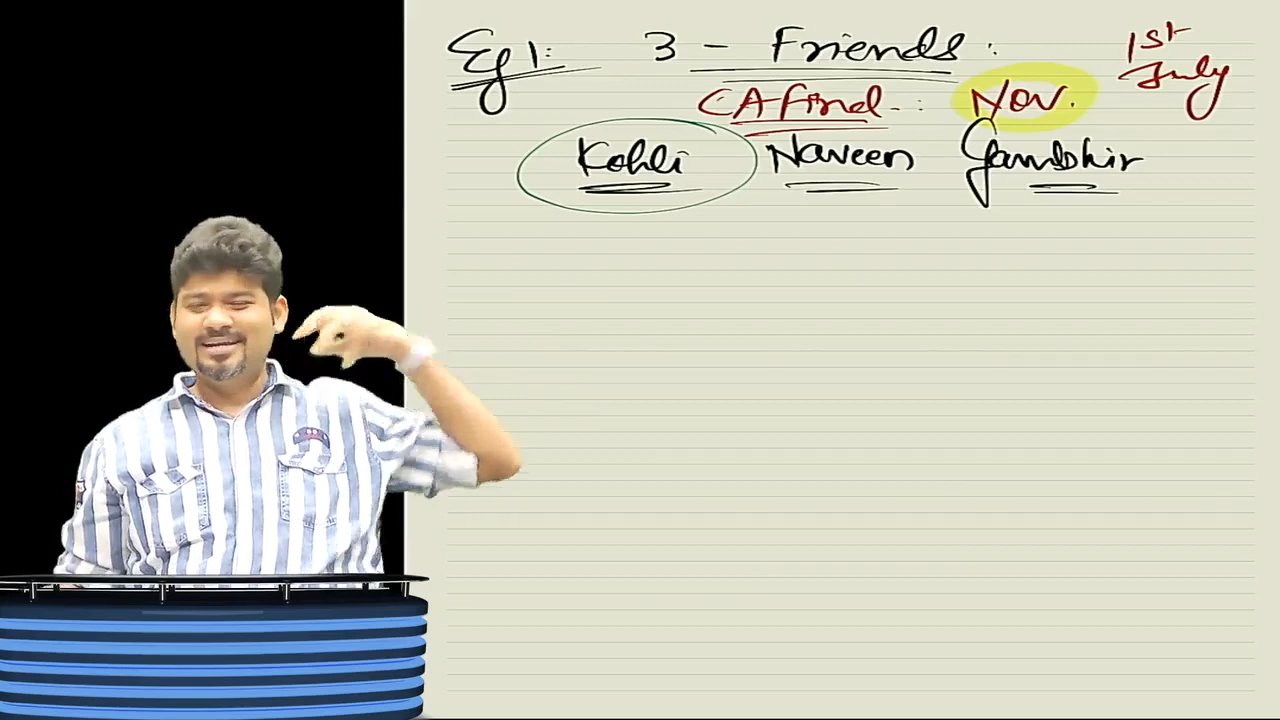 Eg 1: 3 - Friends : 1st July
CA final - : Nov.
Kohli Naveen Gambhir